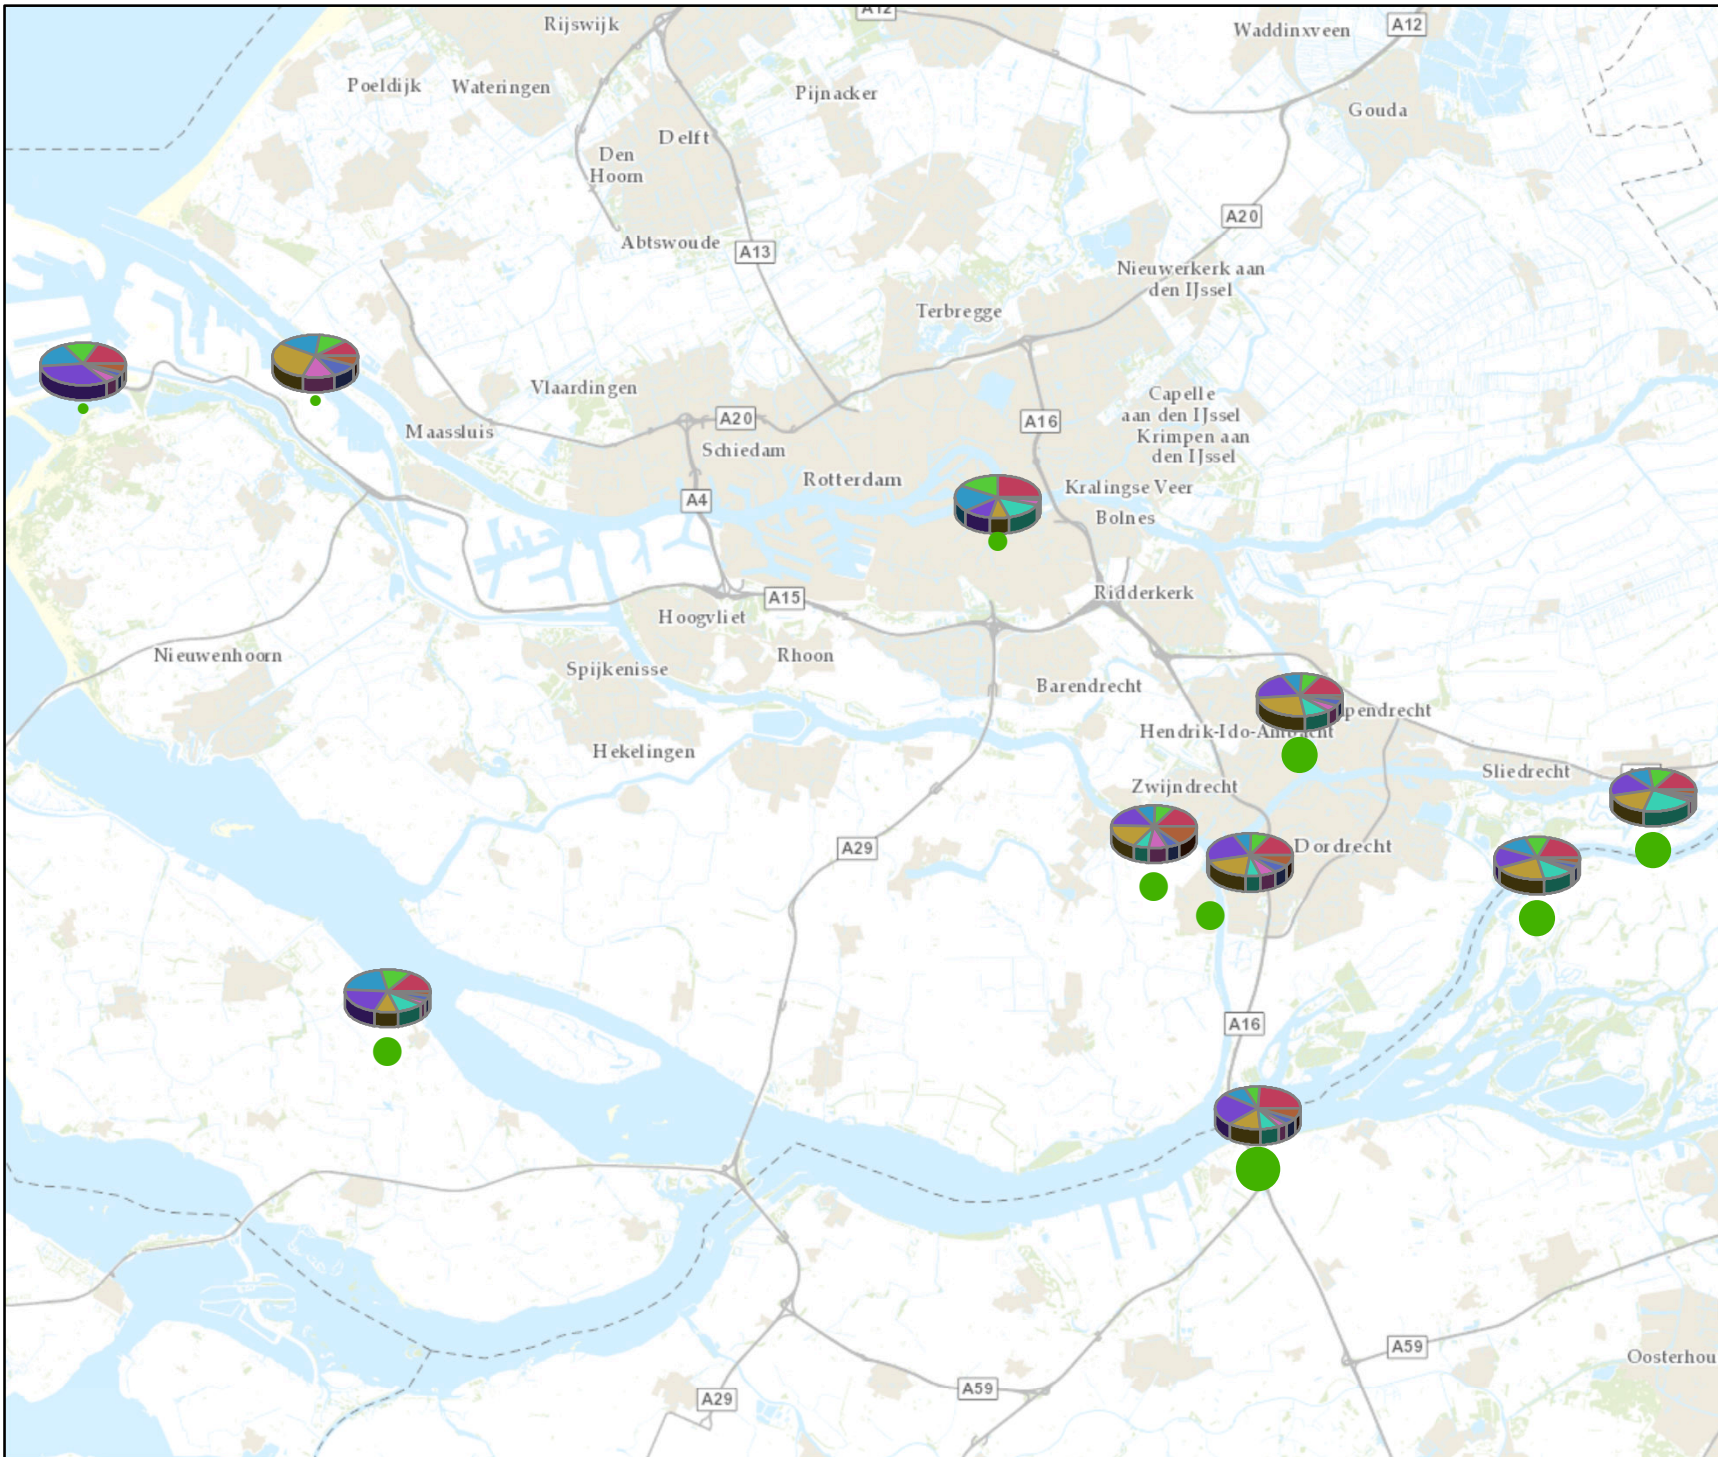 A12
Rijswijk
Waddinxveen
A12
Poeldijk
Wateringen
Pijnacker
Gouda
Delft
Den
Hoorn
A20
Abtswoude
A13
Nieuwerkerk aan
den IJssel
Terbregge
Vlaardingen
Capelle
aan den IJssel
Maassluis
A20
A16
Krimpen aan
den IJssel
Schiedam
Rotterdam
Kralingse Veer
A4
Bolnes
A15
Ridderkerk
Hoogvliet
Nieuwenhoorn
Spijkenisse
Rhoon
Barendrecht
pendrecht
Hendrik-Ido-Ambacht
Hekelingen
Sliedrecht
Zwijndrecht
A29
Dordrecht
A16
A59
Oosterhou
A29
A59